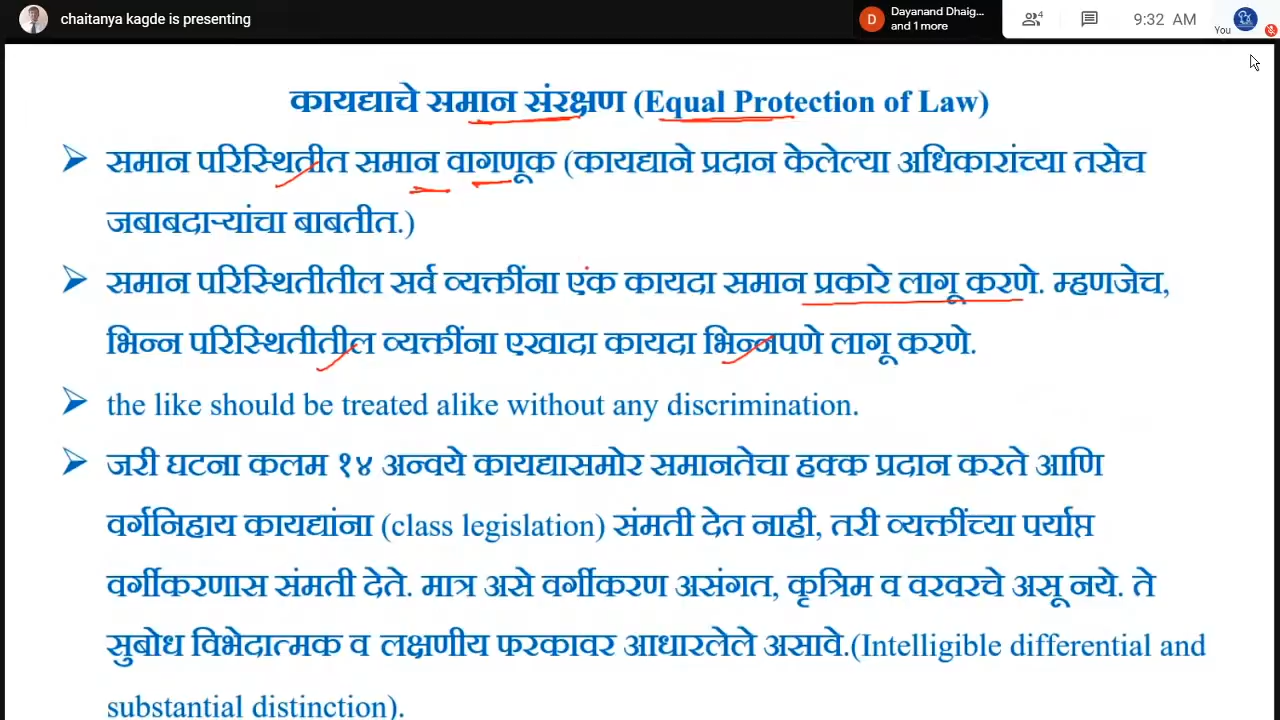 chaitanya kagde is presenting
D
Dayanand Dhaig...
and 1 more
4
9:32 AM
You
कायद्याचे समान संरक्षण (Equal Protection of Law)
समान परिस्थितीत समान वागणूक (कायद्याने प्रदान केलेल्या अधिकारांच्या तसेच
जबाबदाऱ्यांचा बाबतीत.)
समान परिस्थितीतील सर्व व्यक्तींना एक कायदा समान प्रकारे लागू करणे. म्हणजेच,
भिन्न परिस्थितीतील व्यक्तींना एखादा कायदा भिन्नपणे लागू करणे.
the like should be treated alike without any discrimination.
जरी घटना कलम १४ अन्वये कायद्यासमोर समानतेचा हक्क प्रदान करते आणि
वर्गनिहाय कायद्यांना (class legislation) संमती देत नाही, तरी व्यक्तींच्या पर्याप्त
वर्गीकरणास संमती देते. मात्र असे वर्गीकरण असंगत, कृत्रिम व वरवरचे असू नये. ते
सुबोध विभेदात्मक व लक्षणीय फरकावर आधारलेले असावे.(Intelligible differential and
substantial distinction).